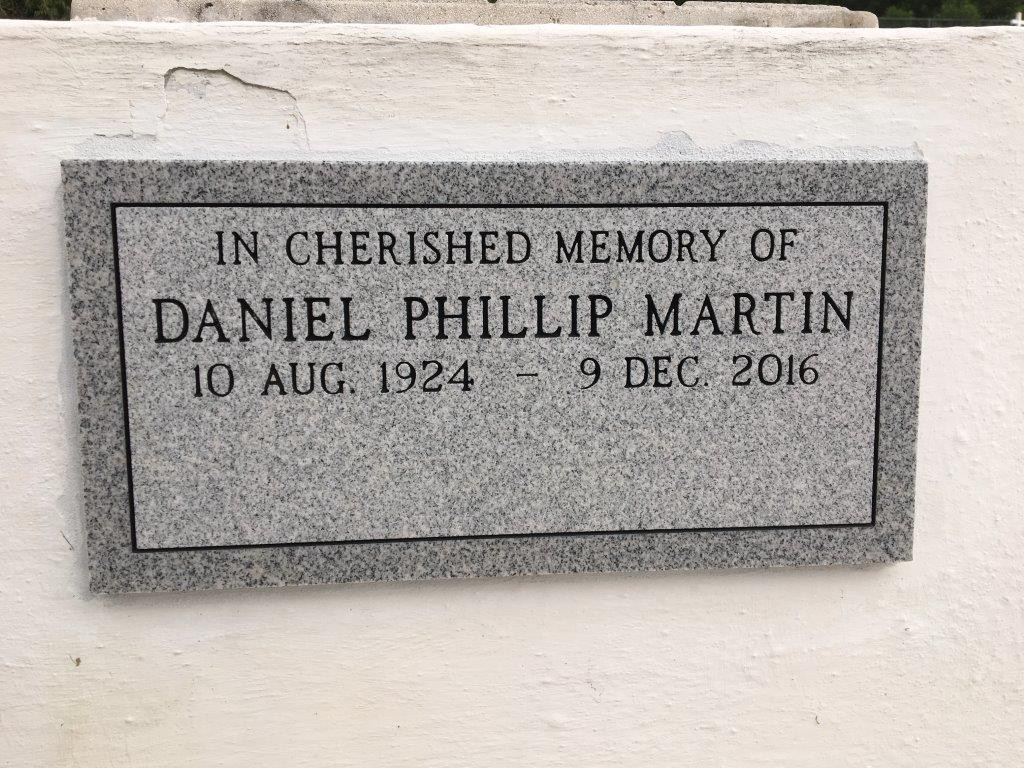 IN CHERISHED MEMORY OF
DANIEL PHILLIP MARTIN
10 AUG. 1924 – 9 DEC. 2016